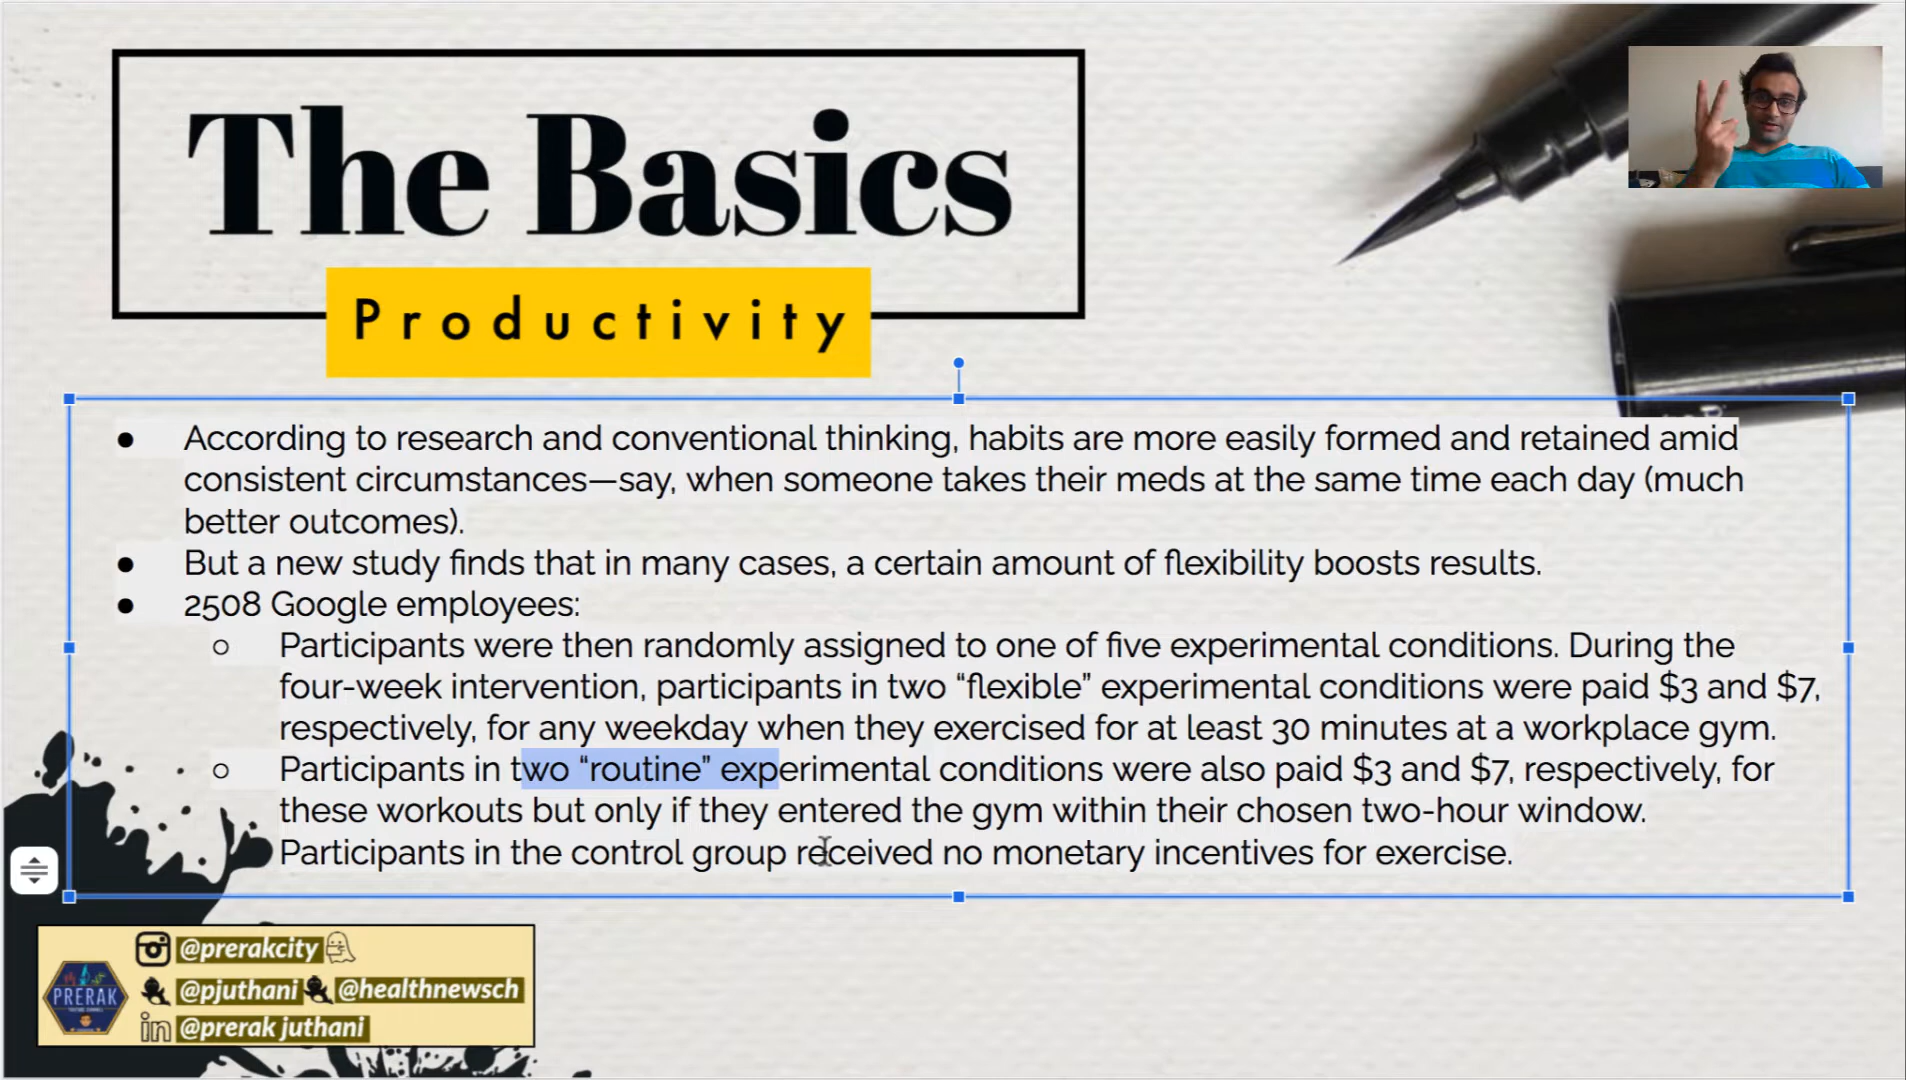 The Basics
Productivity
● According to research and conventional thinking, habits are more easily formed and retained amid
consistent circumstances—say, when someone takes their meds at the same time each day (much
better outcomes).
● But a new study finds that in many cases, a certain amount of flexibility boosts results.
● 2508 Google employees:
○ Participants were then randomly assigned to one of five experimental conditions. During the
four-week intervention, participants in two “flexible” experimental conditions were paid $3 and $7,
respectively, for any weekday when they exercised for at least 30 minutes at a workplace gym.
○ Participants in two “routine” experimental conditions were also paid $3 and $7, respectively, for
these workouts but only if they entered the gym within their chosen two-hour window.
Participants in the control group received no monetary incentives for exercise.
@prerakcity
@pjuthani @healthnewsch
in @prerak juthani
PRERAK